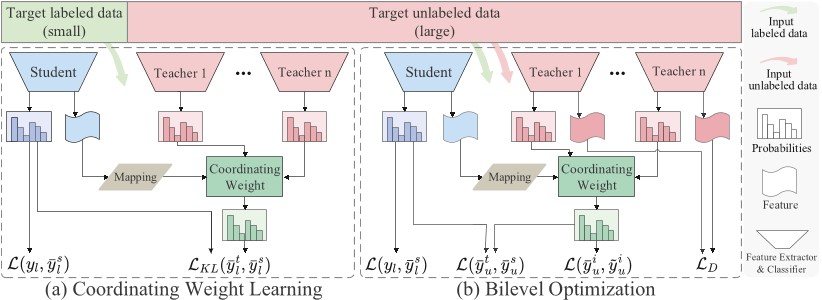 Target labeled data
(small)
Target unlabeled data
(large)
Input
labeled data
Input
unlabeled data
Probabilities
Feature
Feature Extractor
& Classifier
Student
Teacher 1
...
Teacher n
Mapping
Coordinating
Weight
ℒ(y_l, ȳ_l^s)
ℒ_{KL}(ȳ_l^t, ȳ_l^s)
(a) Coordinating Weight Learning
Student
Teacher 1
...
Teacher n
Mapping
Coordinating
Weight
ℒ(y_l, ȳ_l^s)
ℒ(ȳ_u^t, ȳ_u^s)
ℒ(ȳ_u^i, ỹ_u^i)
ℒ_D
(b) Bilevel Optimization